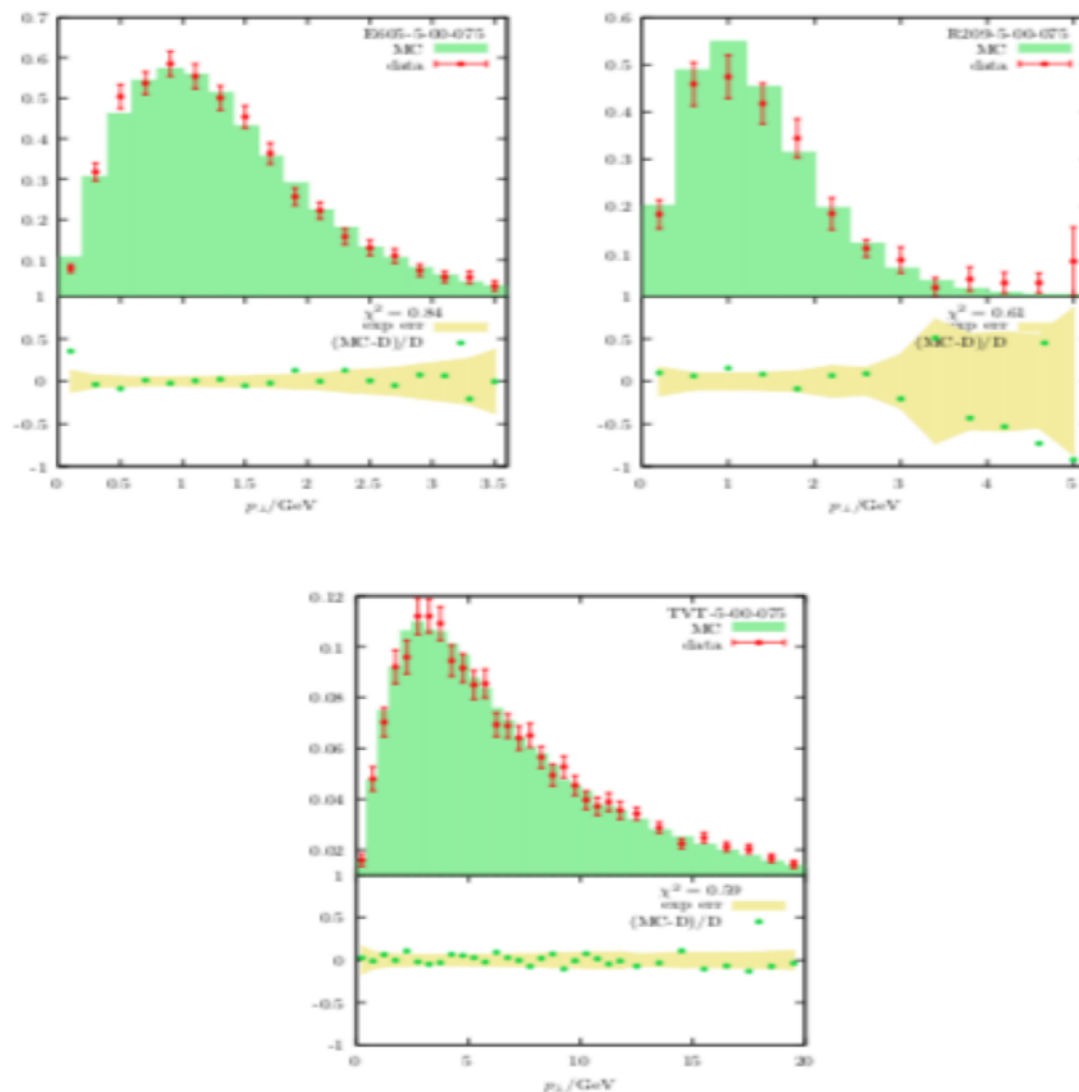 0.7
E605-5-00-075
MC
data
0.6
0.5
0.4
0.3
0.2
0.1
1
χ² = 0.84
exp err
(MC-D)/D
0.5
0
-0.5
-1
0 0.5 1 1.5 2 2.5 3 3.5
p⊥/GeV
0.6
R209-5-00-075
MC
data
0.5
0.4
0.3
0.2
0.1
1
χ² = 0.61
exp err
(MC-D)/D
0.5
0
-0.5
-1
0 1 2 3 4 5
p⊥/GeV
0.12
TVT-5-00-075
MC
data
0.1
0.08
0.06
0.04
0.02
1
χ² = 0.59
exp err
(MC-D)/D
0.5
0
-0.5
-1
0 5 10 15 20
p⊥/GeV